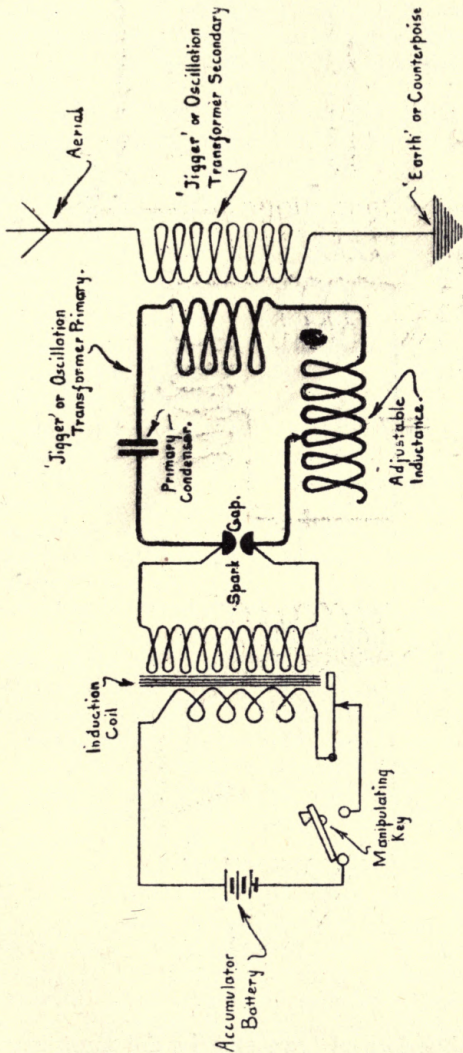 Accumulator
Battery
Manipulating
Key
Induction
Coil
.Spark Gap.
Primary
Condenser.
'Jigger' or Oscillation
Transformer Primary.
Adjustable
Inductance.
Aerial
'Jigger' or Oscillation
Transformer Secondary
'Earth' or Counterpoise